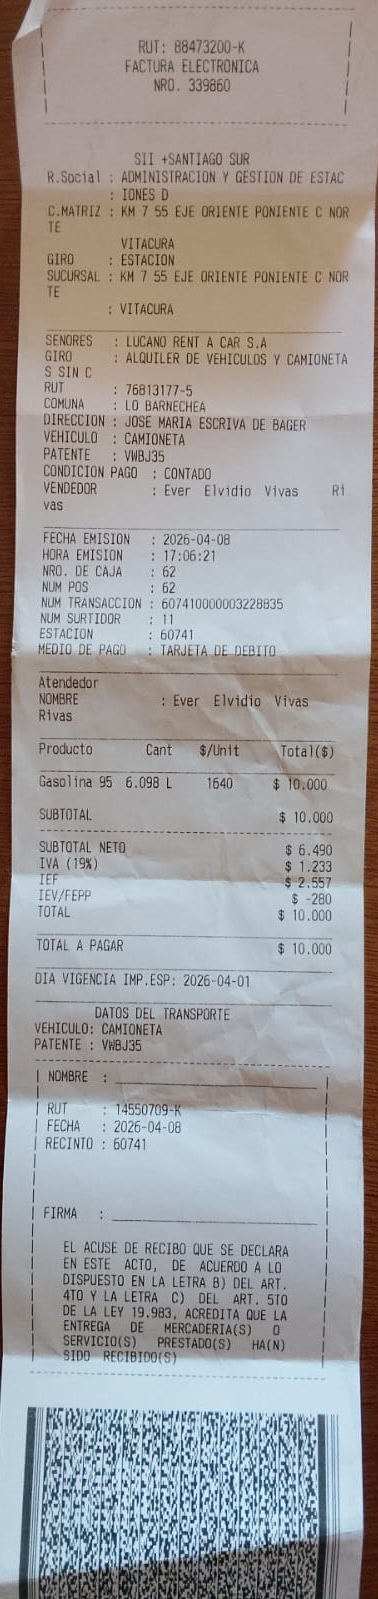 RUT: 88473200-K
FACTURA ELECTRONICA
NRO. 339860
SII +SANTIAGO SUR
R.Social : ADMINISTRACION Y GESTION DE ESTAC
: IONES D
C.MATRIZ : KM 7 55 EJE ORIENTE PONIENTE C NOR
TE
VITACURA
GIRO : ESTACION
SUCURSAL : KM 7 55 EJE ORIENTE PONIENTE C NOR
TE
: VITACURA
SENORES : LUCANO RENT A CAR S.A
GIRO : ALQUILER DE VEHICULOS Y CAMIONETA
S SIN C
RUT : 76813177-5
COMUNA : LO BARNECHEA
DIRECCION : JOSE MARIA ESCRIVA DE BAGER
VEHICULO : CAMIONETA
PATENTE : VWBJ35
CONDICION PAGO : CONTADO
VENDEDOR : Ever Elvidio Vivas Ri
vas
FECHA EMISION : 2026-04-08
HORA EMISION : 17:06:21
NRO. DE CAJA : 62
NUM POS : 62
NUM TRANSACCION : 607410000003228835
NUM SURTIDOR : 11
ESTACION : 60741
MEDIO DE PAGO : TARJETA DE DEBITO
Atendedor
NOMBRE : Ever Elvidio Vivas
Rivas
Producto Cant $/Unit Total($)
Gasolina 95 6.098 L 1640 $ 10.000
SUBTOTAL $ 10.000
SUBTOTAL NETO $ 6.490
IVA (19%) $ 1.233
IEF $ 2.557
IEV/FEPP $ -280
TOTAL $ 10.000
TOTAL A PAGAR $ 10.000
DIA VIGENCIA IMP.ESP: 2026-04-01
DATOS DEL TRANSPORTE
VEHICULO: CAMIONETA
PATENTE : VWBJ35
NOMBRE :
RUT : 14550709-K
FECHA : 2026-04-08
RECINTO : 60741
FIRMA :
EL ACUSE DE RECIBO QUE SE DECLARA
EN ESTE ACTO, DE ACUERDO A LO
DISPUESTO EN LA LETRA B) DEL ART.
4TO Y LA LETRA C) DEL ART. 5TO
DE LA LEY 19.983, ACREDITA QUE LA
ENTREGA DE MERCADERIA(S) O
SERVICIO(S) PRESTADO(S) HA(N)
SIDO RECIBIDO(S)